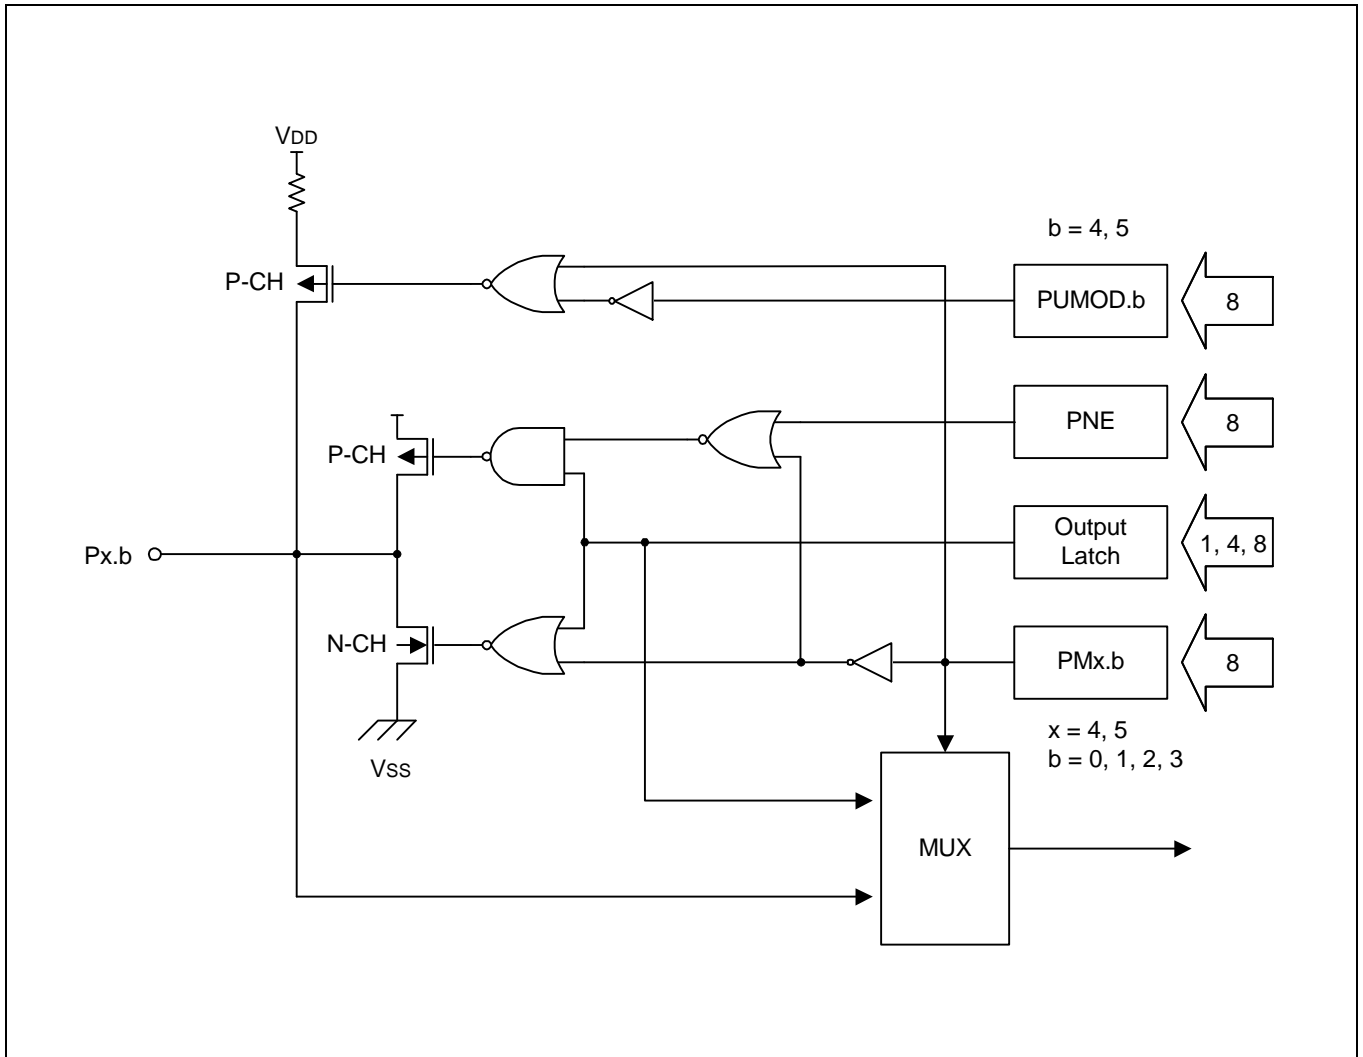 VDD
b = 4, 5
P-CH
PUMOD.b
8
PNE
8
P-CH
Output
Latch
1, 4, 8
Px.b
N-CH
PMx.b
8
x = 4, 5
b = 0, 1, 2, 3
VSS
MUX